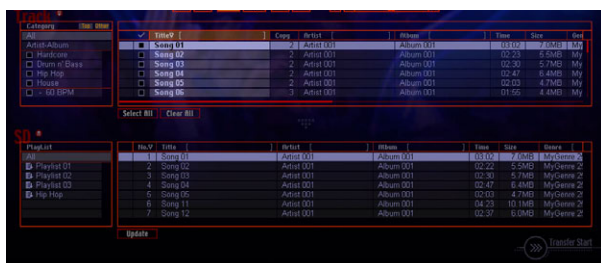 Track
Category Tag Other
All
Artist-Album
Hardcore
Drum n' Bass
Hip Hop
House
- 60 BPM
Title [ ] Copy Artist [ ] Album [ ] Time Size Gen
Song 01 2 Artist 001 Album 001 03:02 7.0MB My
Song 02 2 Artist 001 Album 001 02:23 5.5MB My
Song 03 2 Artist 001 Album 001 02:30 5.7MB My
Song 04 2 Artist 001 Album 001 02:47 6.4MB My
Song 05 2 Artist 001 Album 001 02:03 4.7MB My
Song 06 3 Artist 001 Album 001 01:55 4.4MB My
Select All Clear All
SD
PlayList
All
Playlist 01
Playlist 02
Playlist 03
Hip Hop
No. Title [ ] Artist [ ] Album [ ] Time Size Genre [
1 Song 01 Artist 001 Album 001 03:02 7.0MB MyGenre
2 Song 02 Artist 001 Album 001 02:22 5.5MB MyGenre
3 Song 03 Artist 001 Album 001 02:30 5.7MB MyGenre
4 Song 04 Artist 001 Album 001 02:47 6.4MB MyGenre
5 Song 05 Artist 001 Album 001 02:03 4.7MB MyGenre
6 Song 11 Artist 001 Album 001 04:23 10.1MB MyGenre
7 Song 12 Artist 001 Album 001 02:37 6.0MB MyGenre
Update
Transfer Start